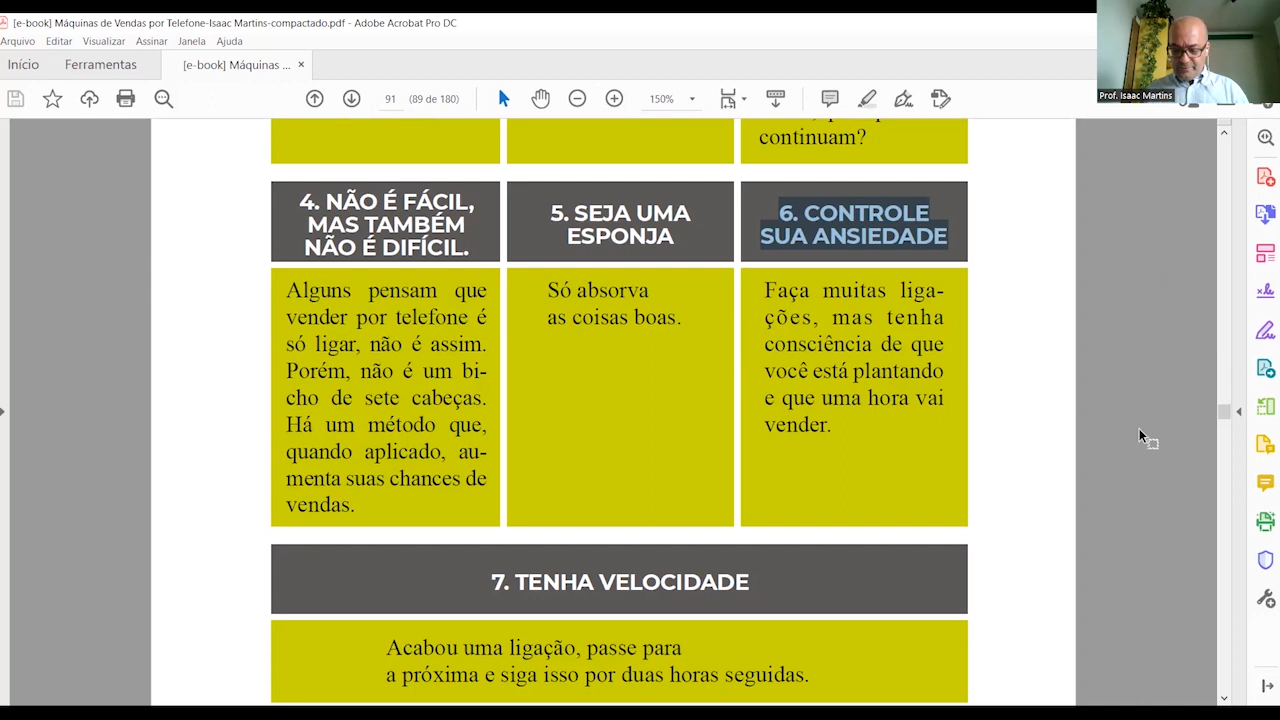 [e-book] Máquinas de Vendas por Telefone-Isaac Martins-compactado.pdf - Adobe Acrobat Pro DC
Arquivo Editar Visualizar Assinar Janela Ajuda
Início Ferramentas [e-book] Máquinas ... ×
91 (89 de 180) 150%
Prof. Isaac Martins
continuam?
4. NÃO É FÁCIL,
MAS TAMBÉM
NÃO É DIFÍCIL.
Alguns pensam que
vender por telefone é
só ligar, não é assim.
Porém, não é um bi-
cho de sete cabeças.
Há um método que,
quando aplicado, au-
menta suas chances de
vendas.
5. SEJA UMA
ESPONJA
Só absorva
as coisas boas.
6. CONTROLE
SUA ANSIEDADE
Faça muitas liga-
ções, mas tenha
consciência de que
você está plantando
e que uma hora vai
vender.
7. TENHA VELOCIDADE
Acabou uma ligação, passe para
a próxima e siga isso por duas horas seguidas.